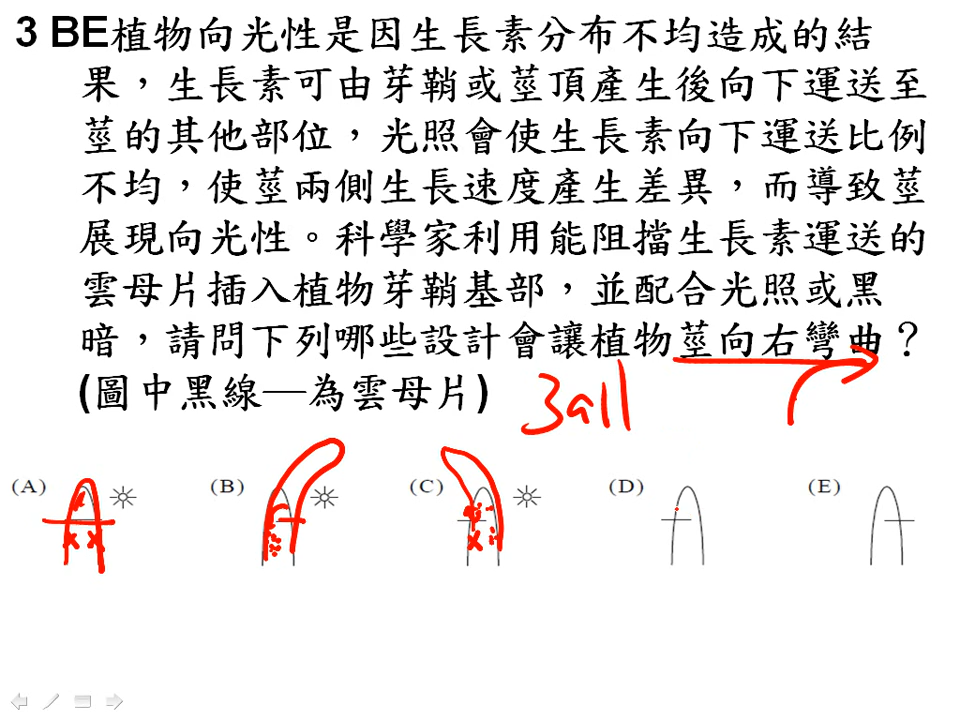 3 BE植物向光性是因生長素分布不均造成的結
果，生長素可由芽鞘或莖頂產生後向下運送至
莖的其他部位，光照會使生長素向下運送比例
不均，使莖兩側生長速度產生差異，而導致莖
展現向光性。科學家利用能阻擋生長素運送的
雲母片插入植物芽鞘基部，並配合光照或黑
暗，請問下列哪些設計會讓植物莖向右彎曲？
(圖中黑線—為雲母片)
3all
(A) (B) (C) (D) (E)
x x x